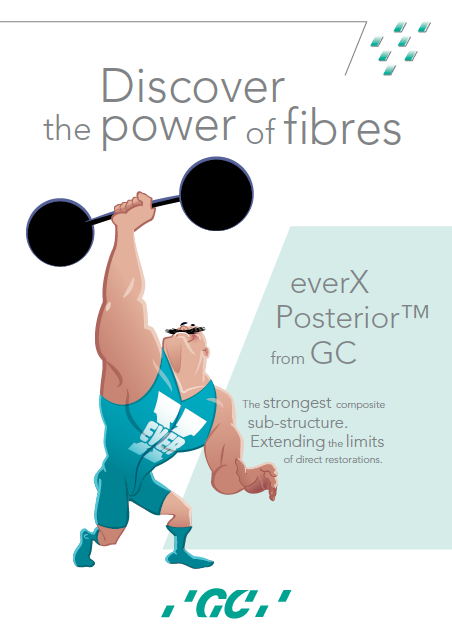 Discover
the power of fibres
everX
Posterior™
from GC
The strongest composite
sub-structure.
Extending the limits
of direct restorations.
EVER
X
GC